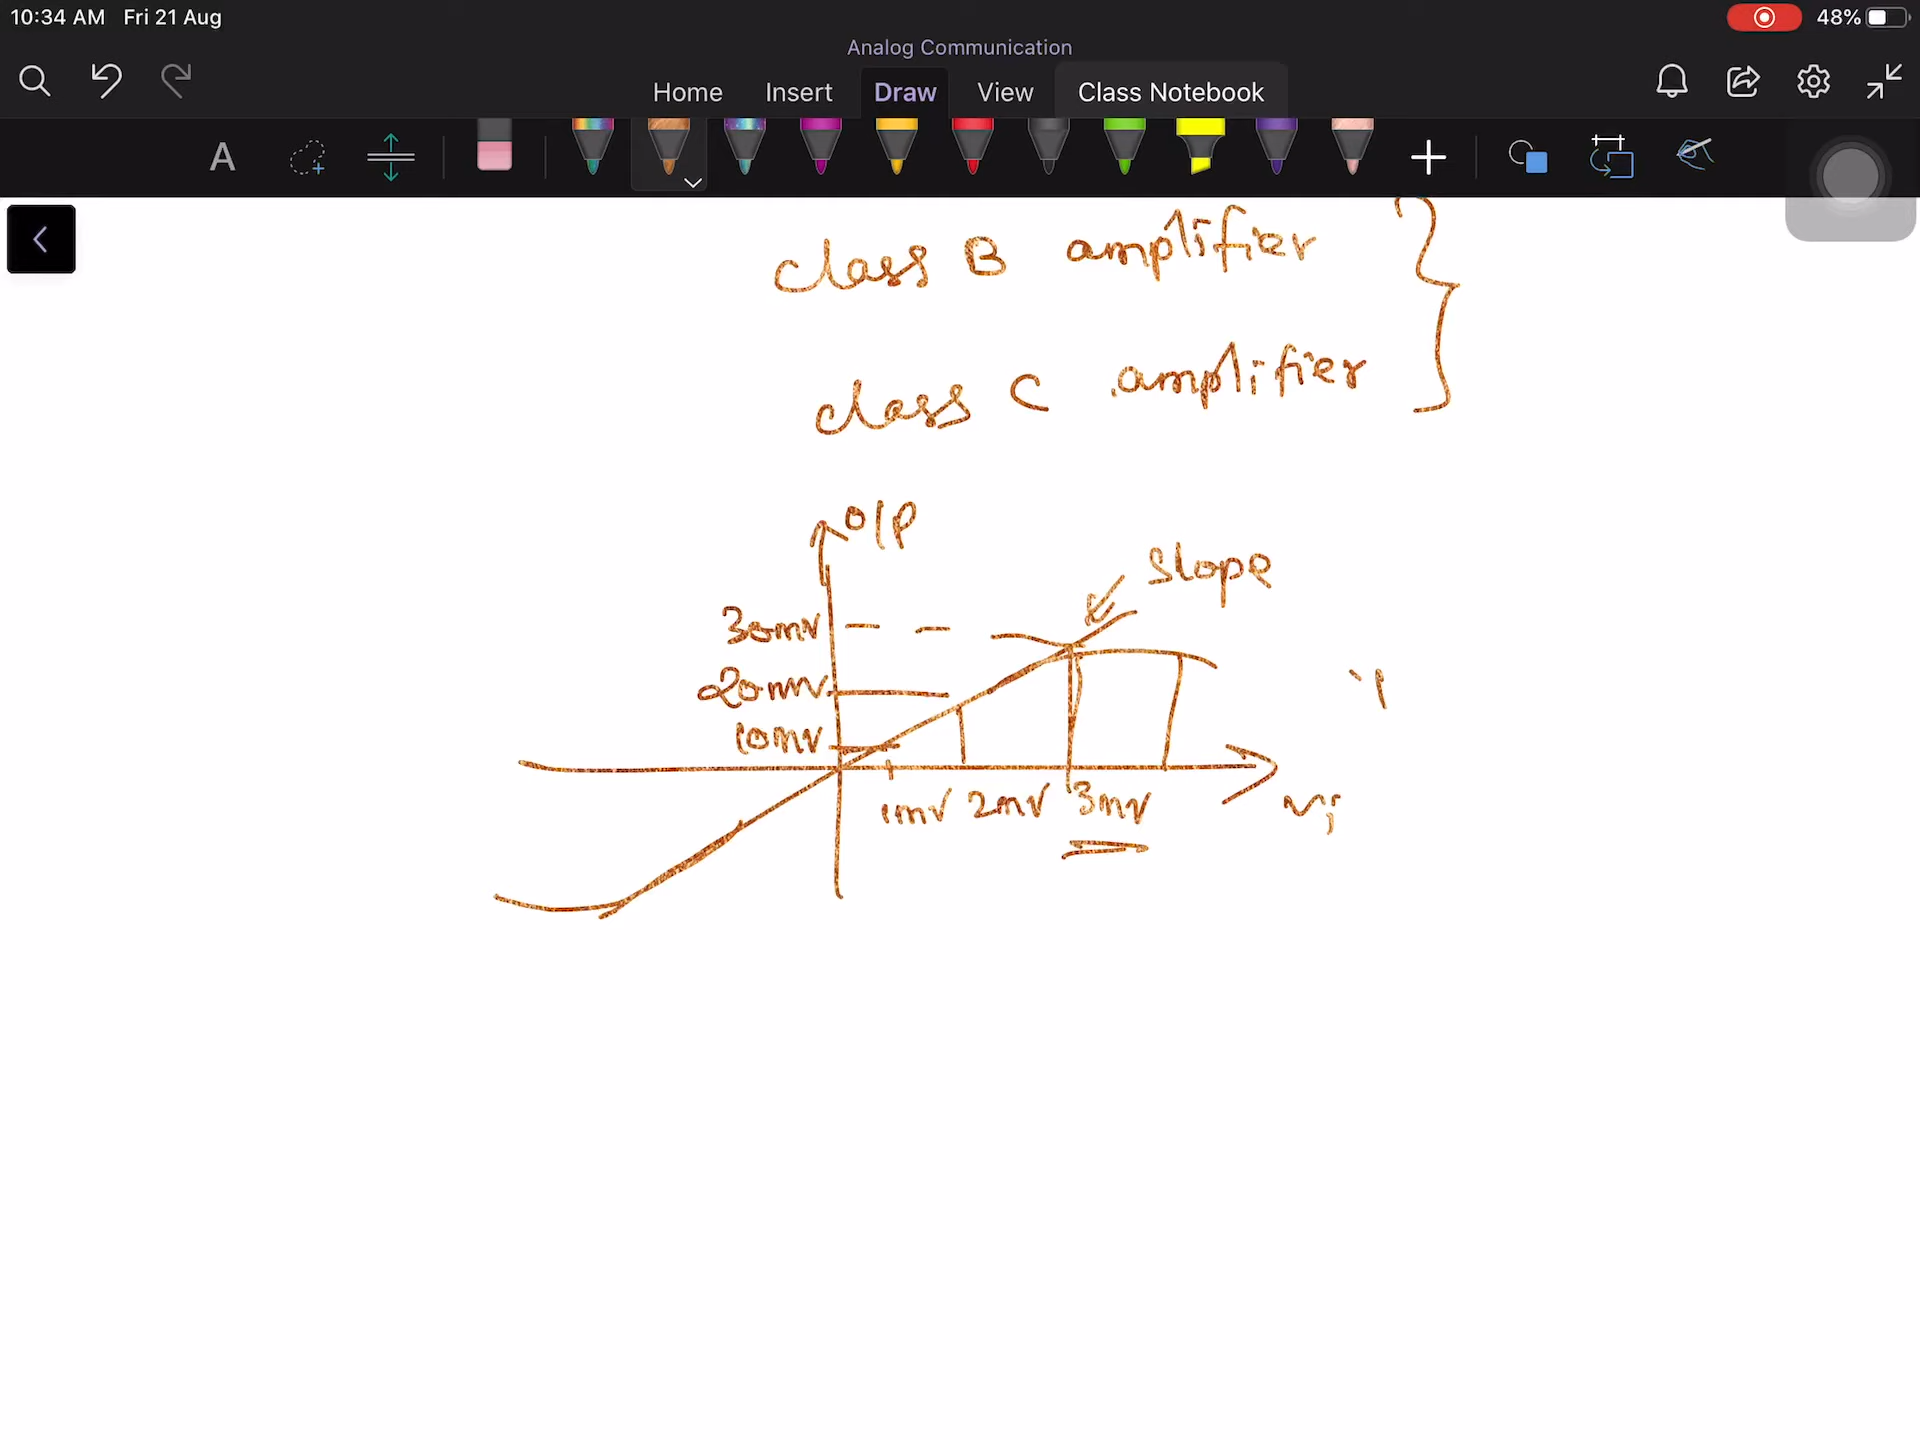 10:34 AM Fri 21 Aug
48%
Analog Communication
Home Insert Draw View Class Notebook
A
class B amplifier
class C amplifier
O/P
slope
30mV
20mV
10mV
1mV 2mV 3mV
Vi